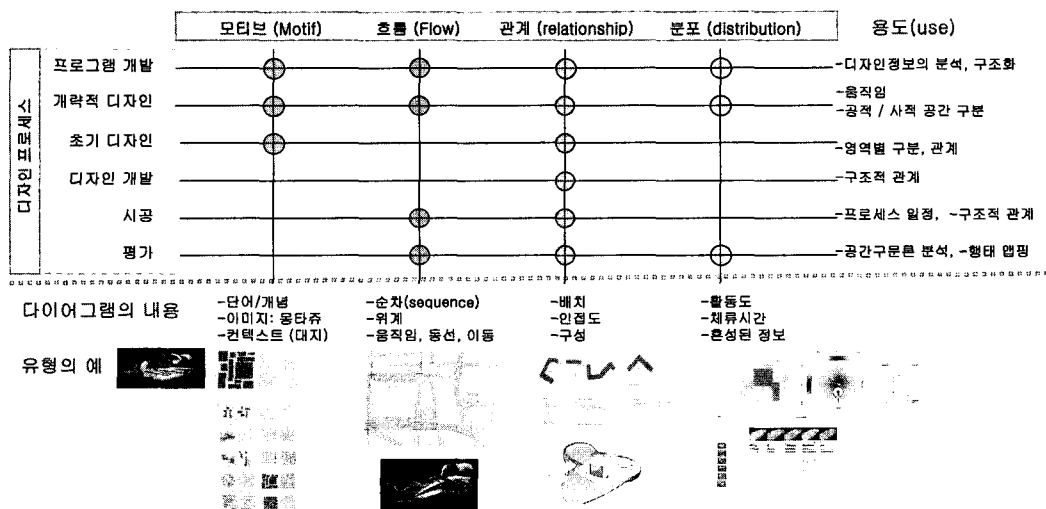 모티브 (Motif) 흐름 (Flow) 관계 (relationship) 분포 (distribution) 용도(use)
디자인 프로세스
프로그램 개발 -디자인정보의 분석, 구조화
개략적 디자인 -움직임
-공적 / 사적 공간 구분
초기 디자인 -영역별 구분, 관계
디자인 개발 -구조적 관계
시공 -프로세스 일정, -구조적 관계
평가 -공간구문론 분석, -행태 맵핑
다이어그램의 내용
-단어/개념 -순차(sequence) -배치 -활동도
-이미지: 몽타쥬 -위계 -인접도 -체류시간
-컨텍스트 (대지) -움직임, 동선, 이동 -구성 -혼성된 정보
유형의 예